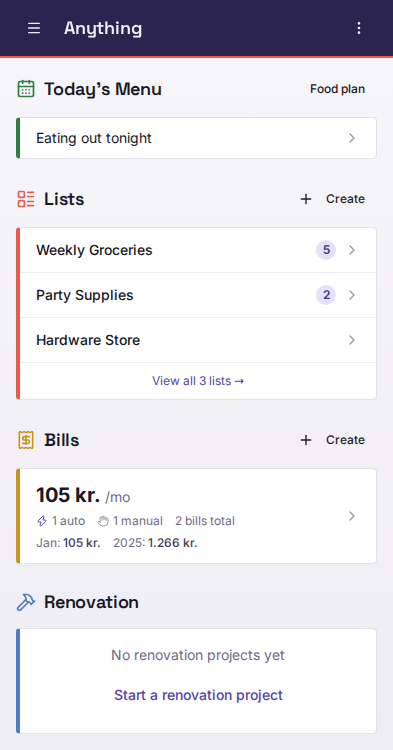 Anything
Today's Menu
Food plan
Eating out tonight
Lists
Create
Weekly Groceries
5
Party Supplies
2
Hardware Store
View all 3 lists →
Bills
Create
105 kr. /mo
1 auto 1 manual 2 bills total
Jan: 105 kr. 2025: 1.266 kr.
Renovation
No renovation projects yet
Start a renovation project